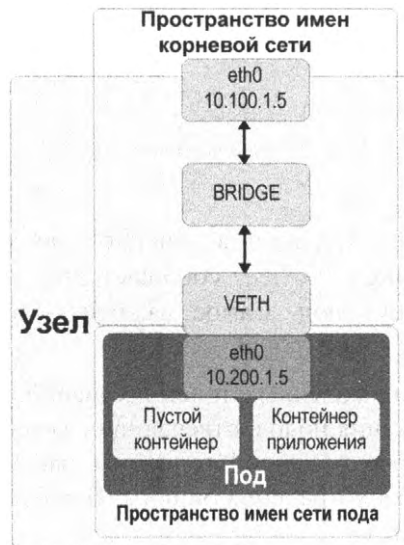 Пространство имен
корневой сети
eth0
10.100.1.5
BRIDGE
VETH
Узел
eth0
10.200.1.5
Пустой
контейнер
Контейнер
приложения
Под
Пространство имен сети пода